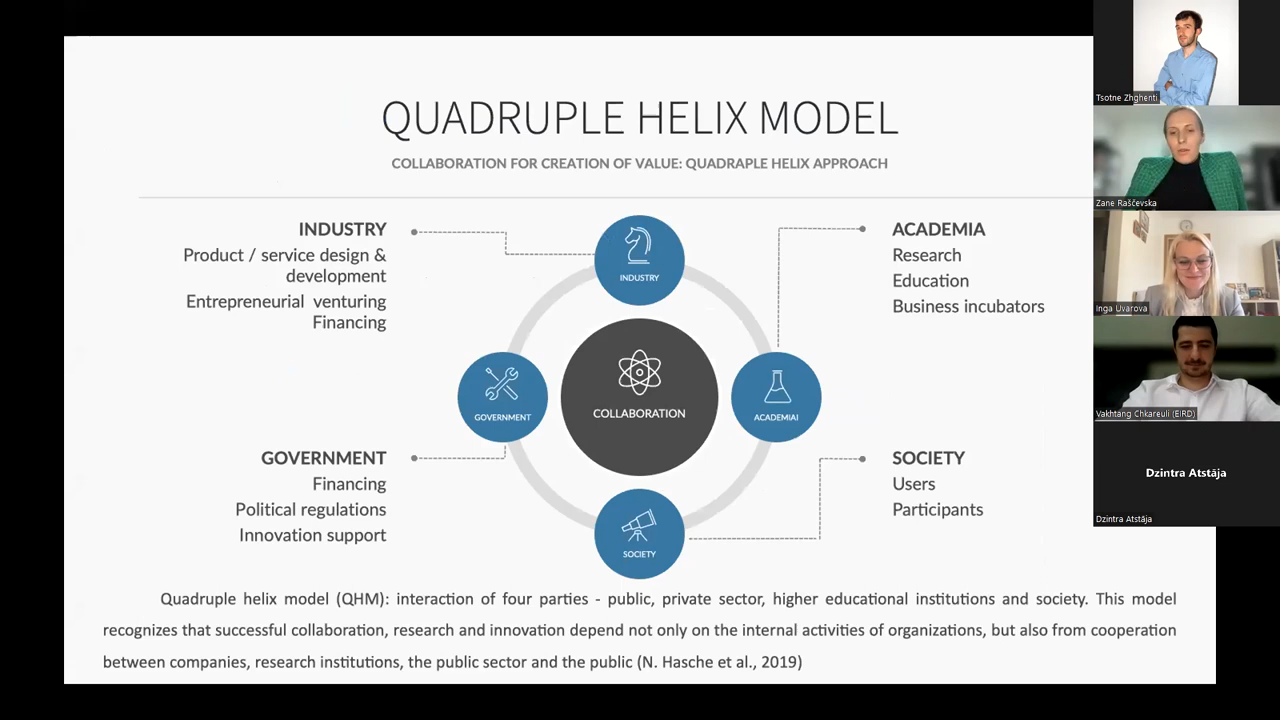 QUADRUPLE HELIX MODEL
COLLABORATION FOR CREATION OF VALUE: QUADRAPLE HELIX APPROACH
INDUSTRY
Product / service design &
development
Entrepreneurial venturing
Financing
INDUSTRY
ACADEMIA
Research
Education
Business incubators
GOVERNMENT
COLLABORATION
ACADEMIAI
GOVERNMENT
Financing
Political regulations
Innovation support
SOCIETY
SOCIETY
Users
Participants
Quadruple helix model (QHM): interaction of four parties - public, private sector, higher educational institutions and society. This model
recognizes that successful collaboration, research and innovation depend not only on the internal activities of organizations, but also from cooperation
between companies, research institutions, the public sector and the public (N. Hasche et al., 2019)
Tsotne Zhghenti
Zane Raščevska
Inga Uvarova
Vakhtang Chkareuli (EIRD)
Dzintra Atstāja
Dzintra Atstāja